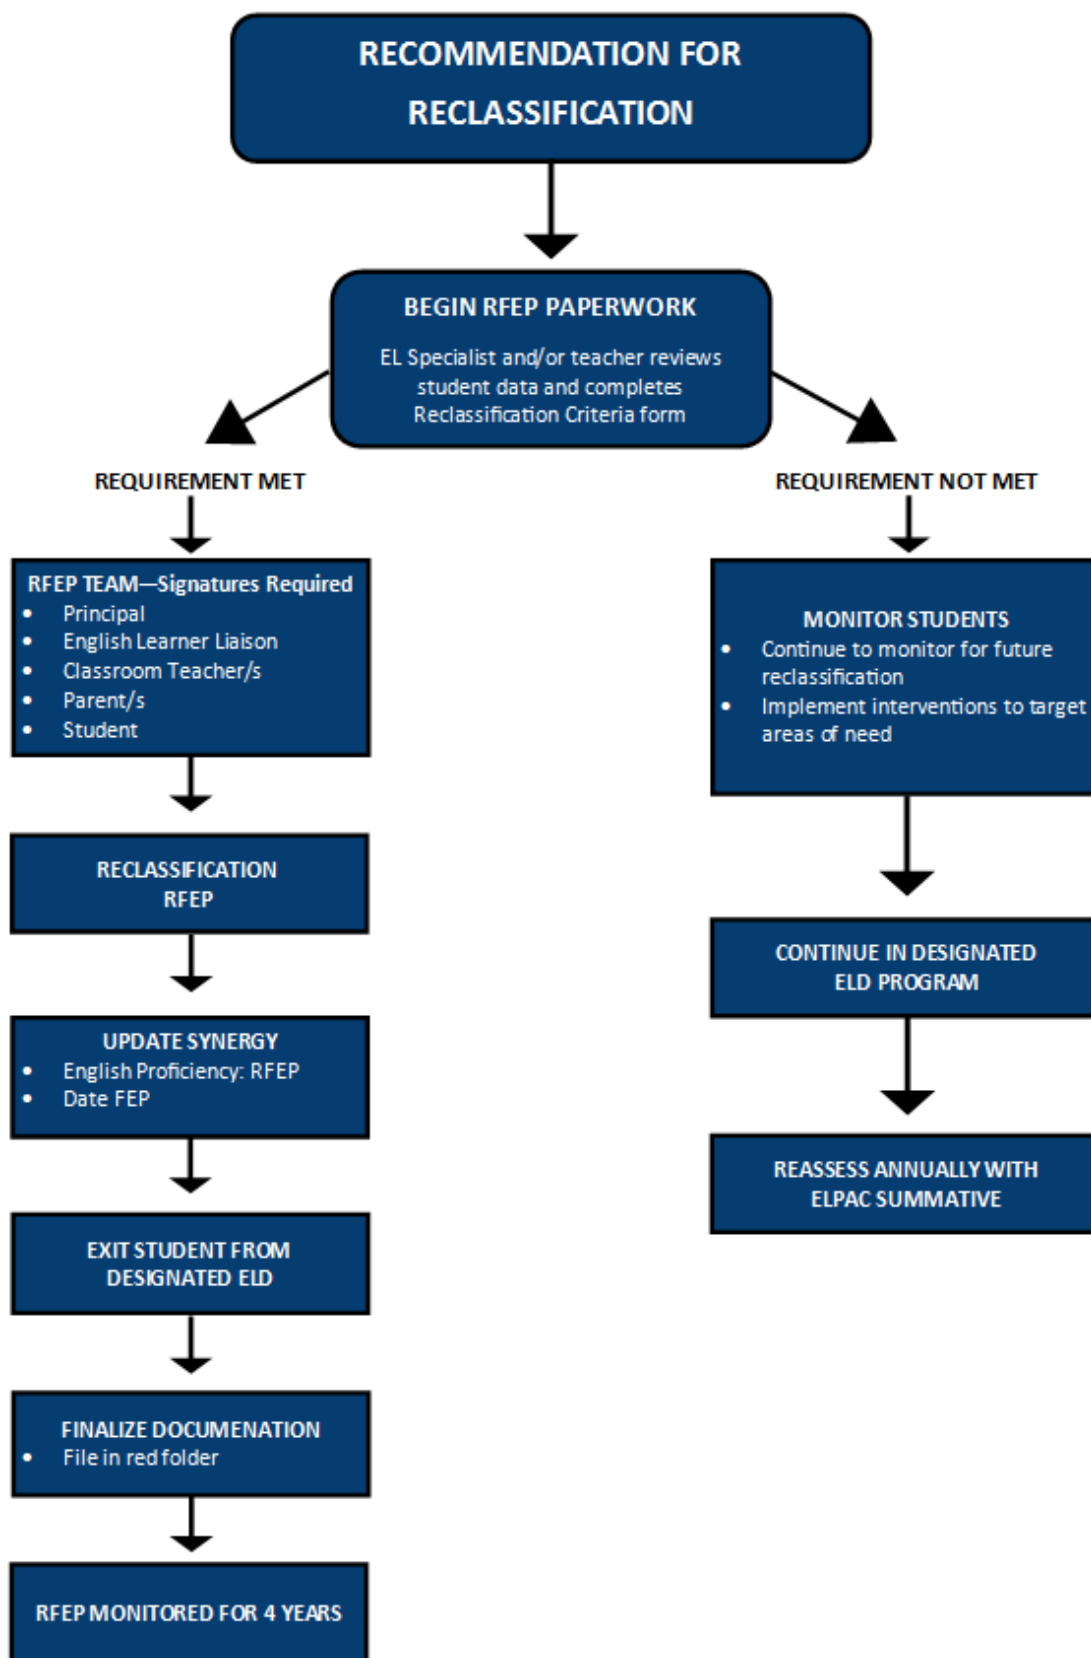 RECOMMENDATION FOR
RECLASSIFICATION
BEGIN RFEP PAPERWORK
EL Specialist and/or teacher reviews
student data and completes
Reclassification Criteria form
REQUIREMENT MET
REQUIREMENT NOT MET
RFEP TEAM—Signatures Required
• Principal
• English Learner Liaison
• Classroom Teacher/s
• Parent/s
• Student
RECLASSIFICATION
RFEP
UPDATE SYNERGY
• English Proficiency: RFEP
• Date FEP
EXIT STUDENT FROM
DESIGNATED ELD
FINALIZE DOCUMENATION
• File in red folder
RFEP MONITORED FOR 4 YEARS
MONITOR STUDENTS
• Continue to monitor for future
reclassification
• Implement interventions to target
areas of need
CONTINUE IN DESIGNATED
ELD PROGRAM
REASSESS ANNUALLY WITH
ELPAC SUMMATIVE